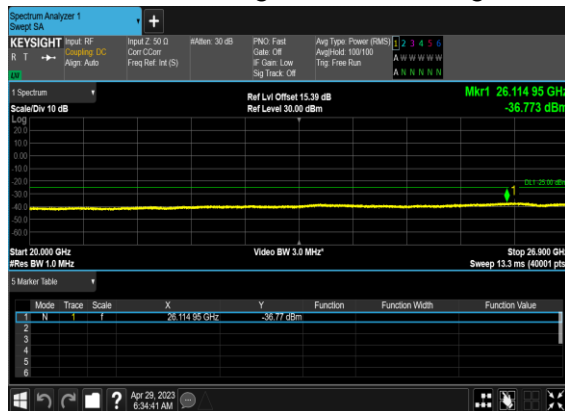 Spectrum Analyzer 1
Swept SA
KEYSIGHT Input: RF Input Z: 50 Ω #Atten: 30 dB PNO: Fast Avg Type: Power (RMS) 1 2 3 4 5 6
R T Coupling: DC Corr CCorr Gate: Off Avg|Hold: 100/100 A W W W W W
Align: Auto Freq Ref: Int (S) IF Gain: Low Trig: Free Run
LW Sig Track: Off A N N N N N
1 Spectrum Mkr1 26.114 95 GHz
Ref Lvl Offset 15.39 dB
Scale/Div 10 dB Ref Level 30.00 dBm -36.773 dBm
Log
20.0
10.0
0.00
-10.0
-20.0
DL1 -25.00 dBm
1
-30.0
-40.0
-50.0
-60.0
Start 20.000 GHz Video BW 3.0 MHz* Stop 26.900 GHz
#Res BW 1.0 MHz Sweep 13.3 ms (40001 pts
5 Marker Table
Mode Trace Scale X Y Function Function Width Function Value
1 N 1 f 26.114 95 GHz -36.77 dBm
2
3
4
5
6
? Apr 29, 2023
6:34:41 AM